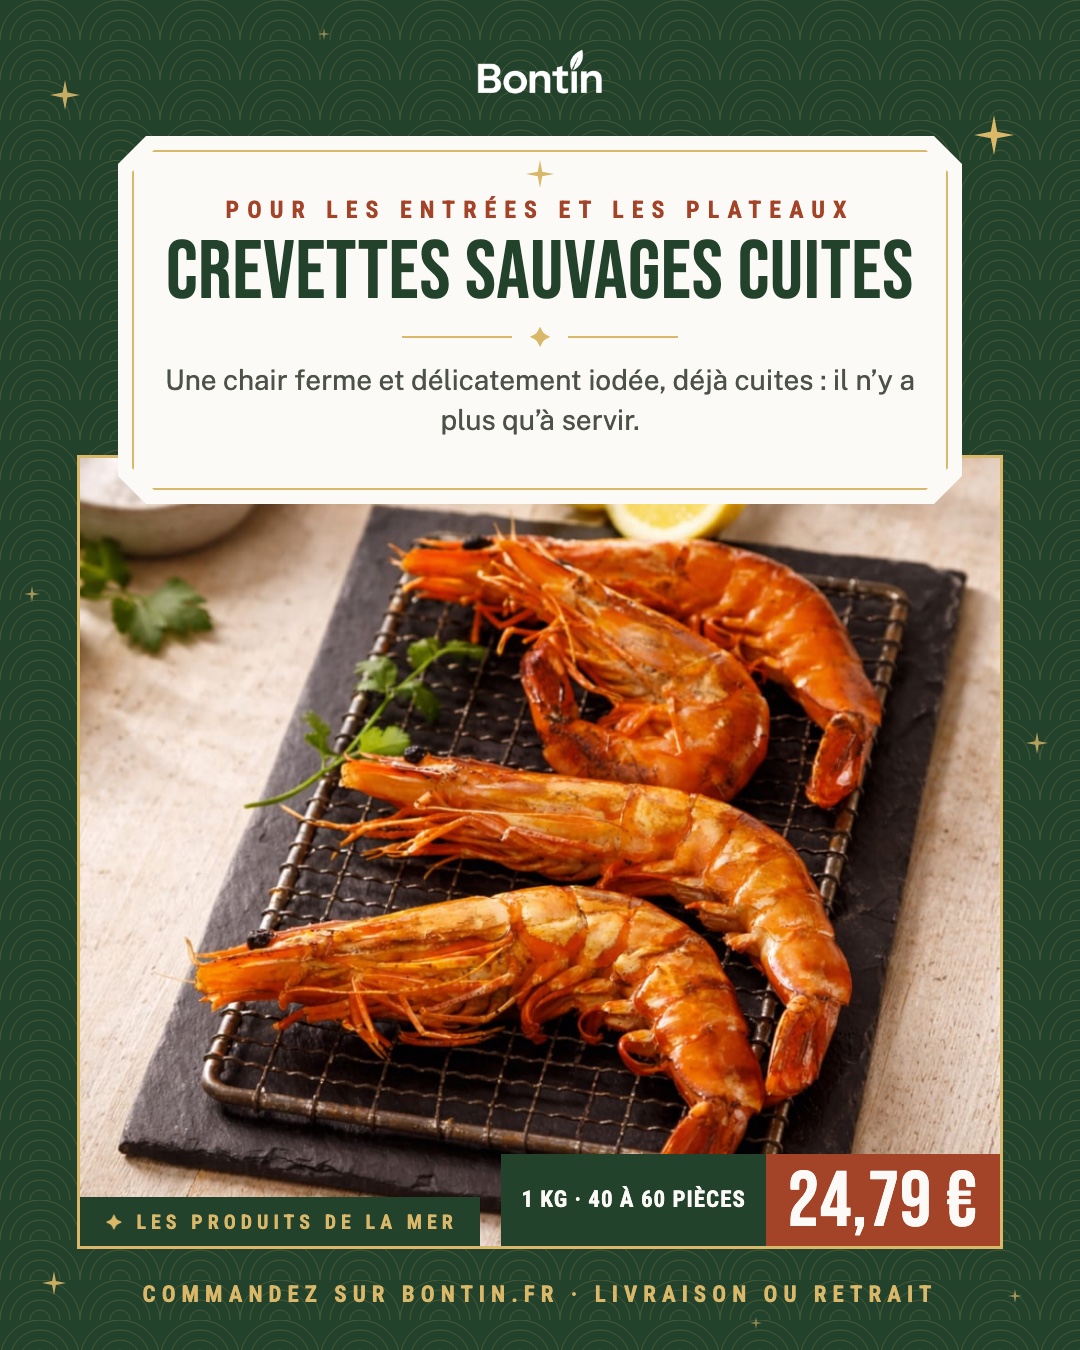 Bontin
POUR LES ENTRÉES ET LES PLATEAUX
CREVETTES SAUVAGES CUITES
Une chair ferme et délicatement iodée, déjà cuites : il n’y a
plus qu’à servir.
1 KG · 40 À 60 PIÈCES
24,79 €
LES PRODUITS DE LA MER
COMMANDEZ SUR BONTIN.FR · LIVRAISON OU RETRAIT